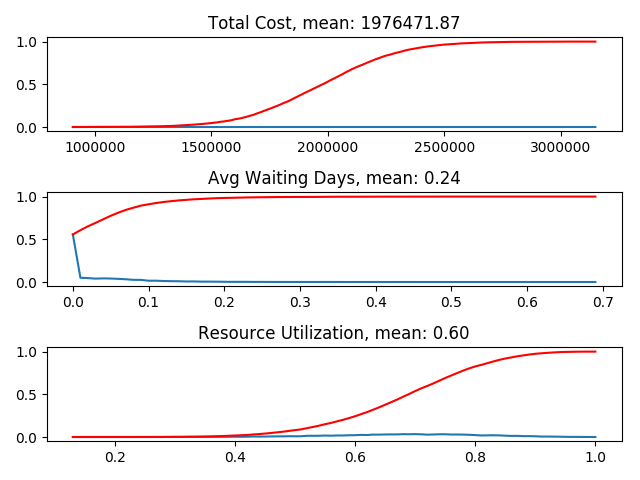 Total Cost, mean: 1976471.87
1.0
0.5
0.0
1000000 1500000 2000000 2500000 3000000
Avg Waiting Days, mean: 0.24
1.0
0.5
0.0
0.0 0.1 0.2 0.3 0.4 0.5 0.6 0.7
Resource Utilization, mean: 0.60
1.0
0.5
0.0
0.2 0.4 0.6 0.8 1.0